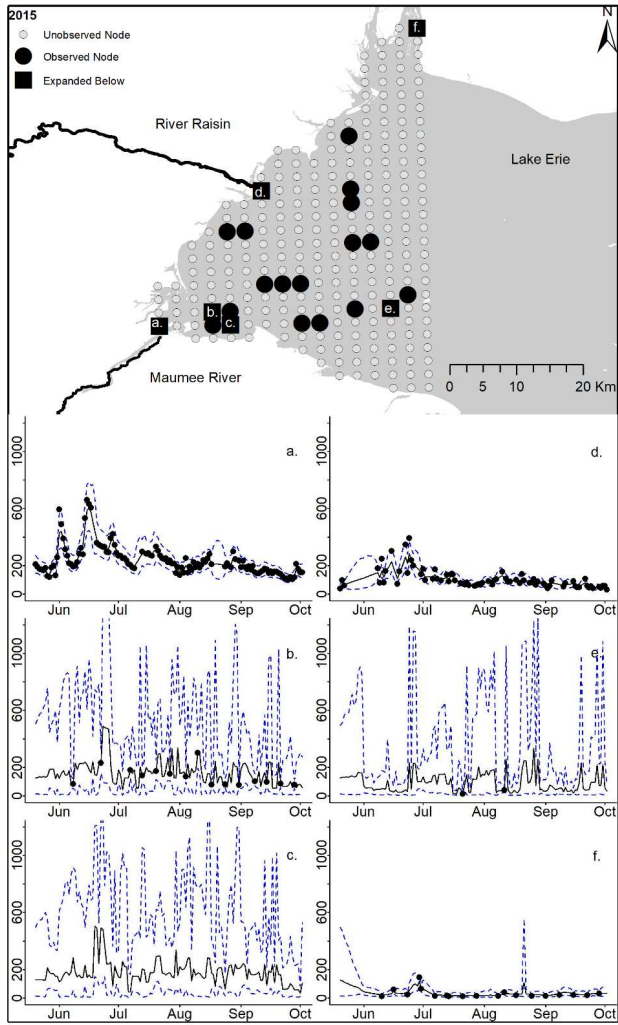 2015
N
Unobserved Node
Observed Node
Expanded Below
f.
River Raisin
Lake Erie
d.
b.
e.
a.
c.
Maumee River
0 5 10 20 Km
a.
1000
600
200
0
Jun Jul Aug Sep Oct
d.
1000
600
200
0
Jun Jul Aug Sep Oct
b.
1000
600
200
0
Jun Jul Aug Sep Oct
e.
1000
600
200
0
Jun Jul Aug Sep Oct
c.
1000
600
200
0
Jun Jul Aug Sep Oct
f.
1000
600
200
0
Jun Jul Aug Sep Oct